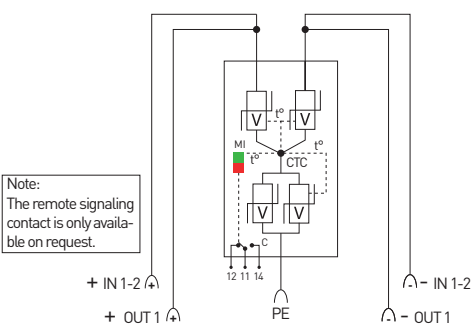 t°
V
V
MI
t°
t°
CTC
Note:
The remote signaling
contact is only availa-
ble on request.
V
V
C
12 11 14
+ IN 1-2 +
- - IN 1-2
+ OUT 1 +
PE
- - OUT 1